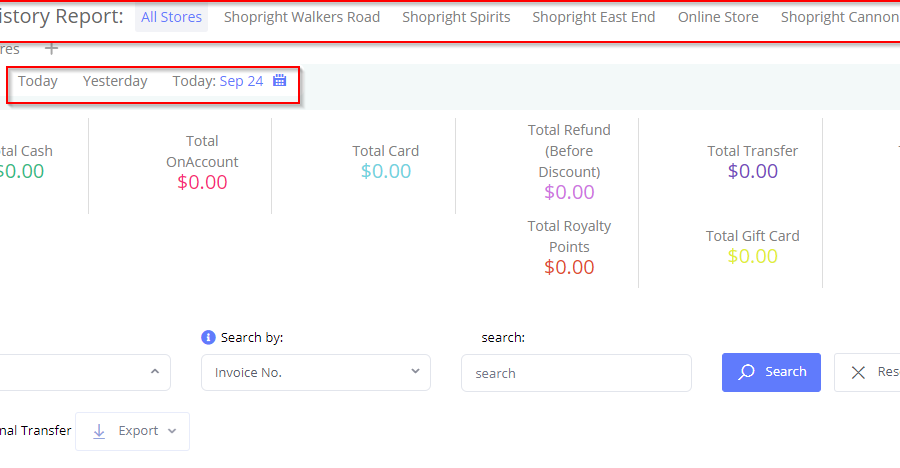 istory Report: All Stores Shopright Walkers Road Shopright Spirits Shopright East End Online Store Shopright Cannon
res +
Today Yesterday Today: Sep 24
tal Cash
$0.00
Total
OnAccount
$0.00
Total Card
$0.00
Total Refund
(Before
Discount)
$0.00
Total Transfer
$0.00
Total Royalty
Points
$0.00
Total Gift Card
$0.00
Search by: search:
Invoice No. search Search Res
nal Transfer Export